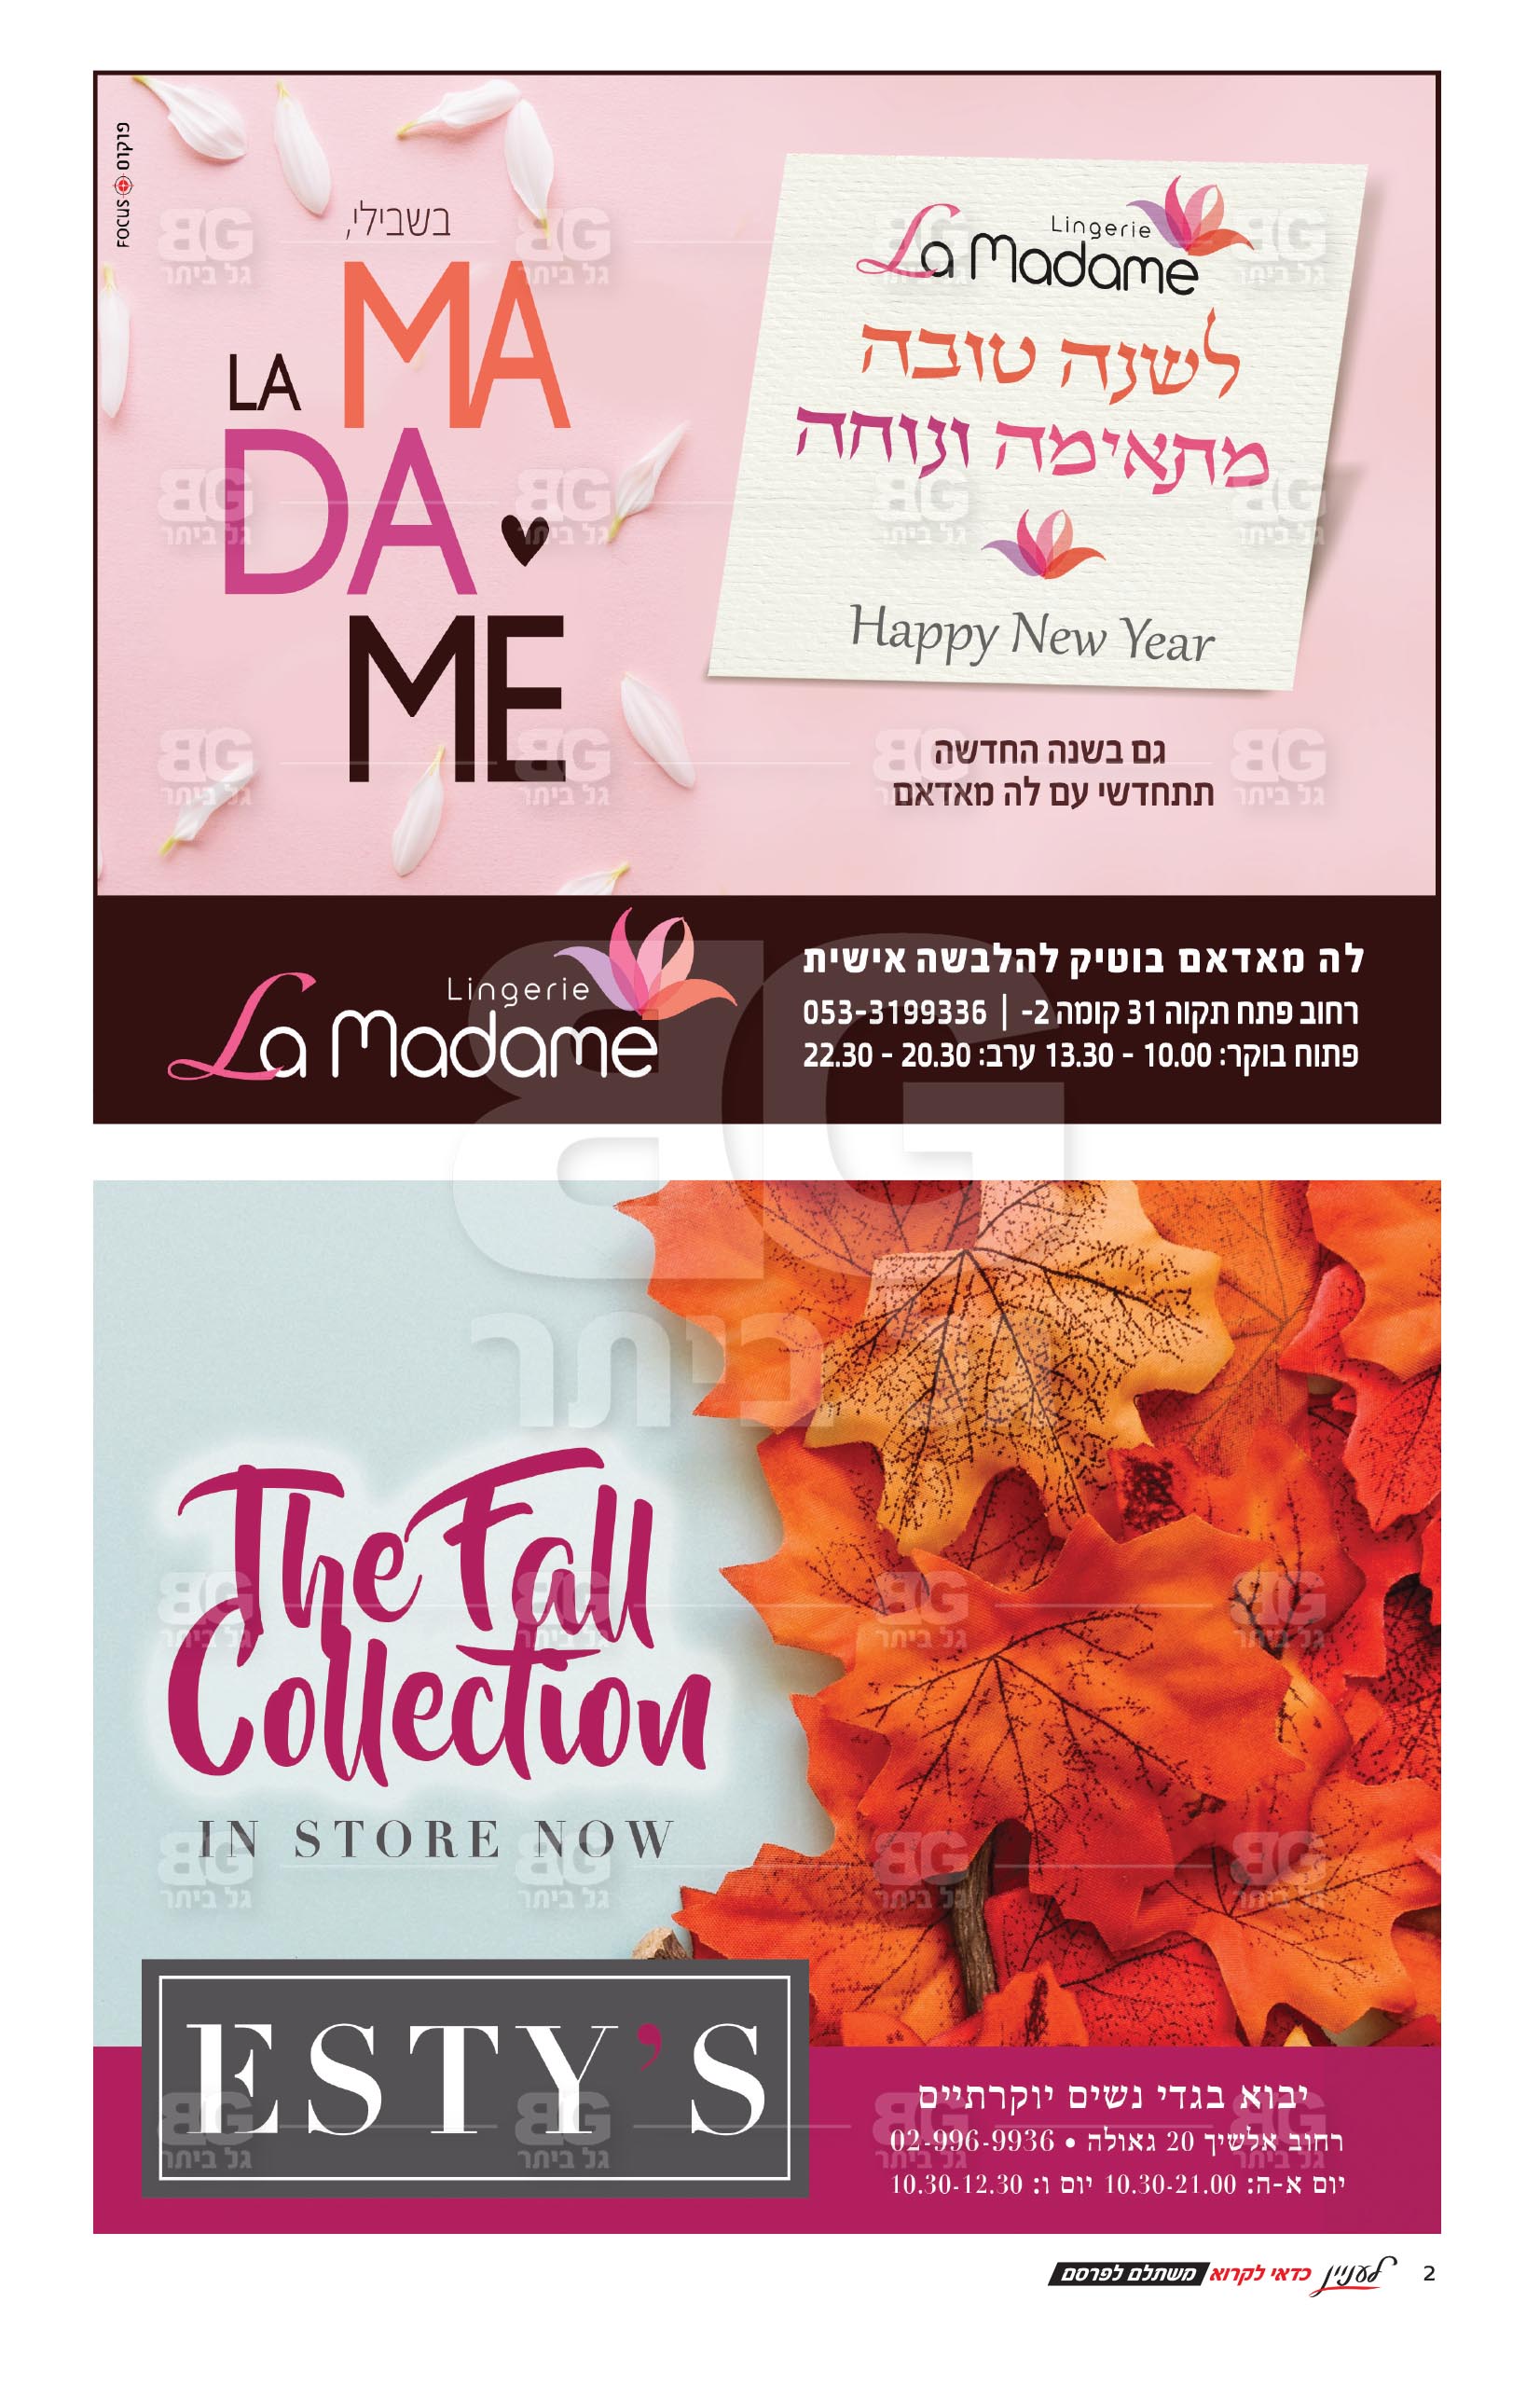 פוקוס FOCUS
בשבילי,
LA MA
DA
ME
Lingerie
La Madame
לשנה טובה
מתאימה ונוחה
Happy New Year
גם בשנה החדשה
תתחדשי עם לה מאדאם
Lingerie
La Madame
לה מאדאם בוטיק להלבשה אישית
רחוב פתח תקוה 31 קומה 2- | 053-3199336
פתוח בוקר: 10.00 - 13.30 ערב: 20.30 - 22.30
BG
גל ביתר
The Fall
Collection
IN STORE NOW
ESTY'S
יבוא בגדי נשים יוקרתיים
רחוב אלשיך 20 גאולה • 02-996-9936
יום א-ה: 10.30-21.00 יום ו: 10.30-12.30
2 לעניין כדאי לקרוא משתלם לפרסם